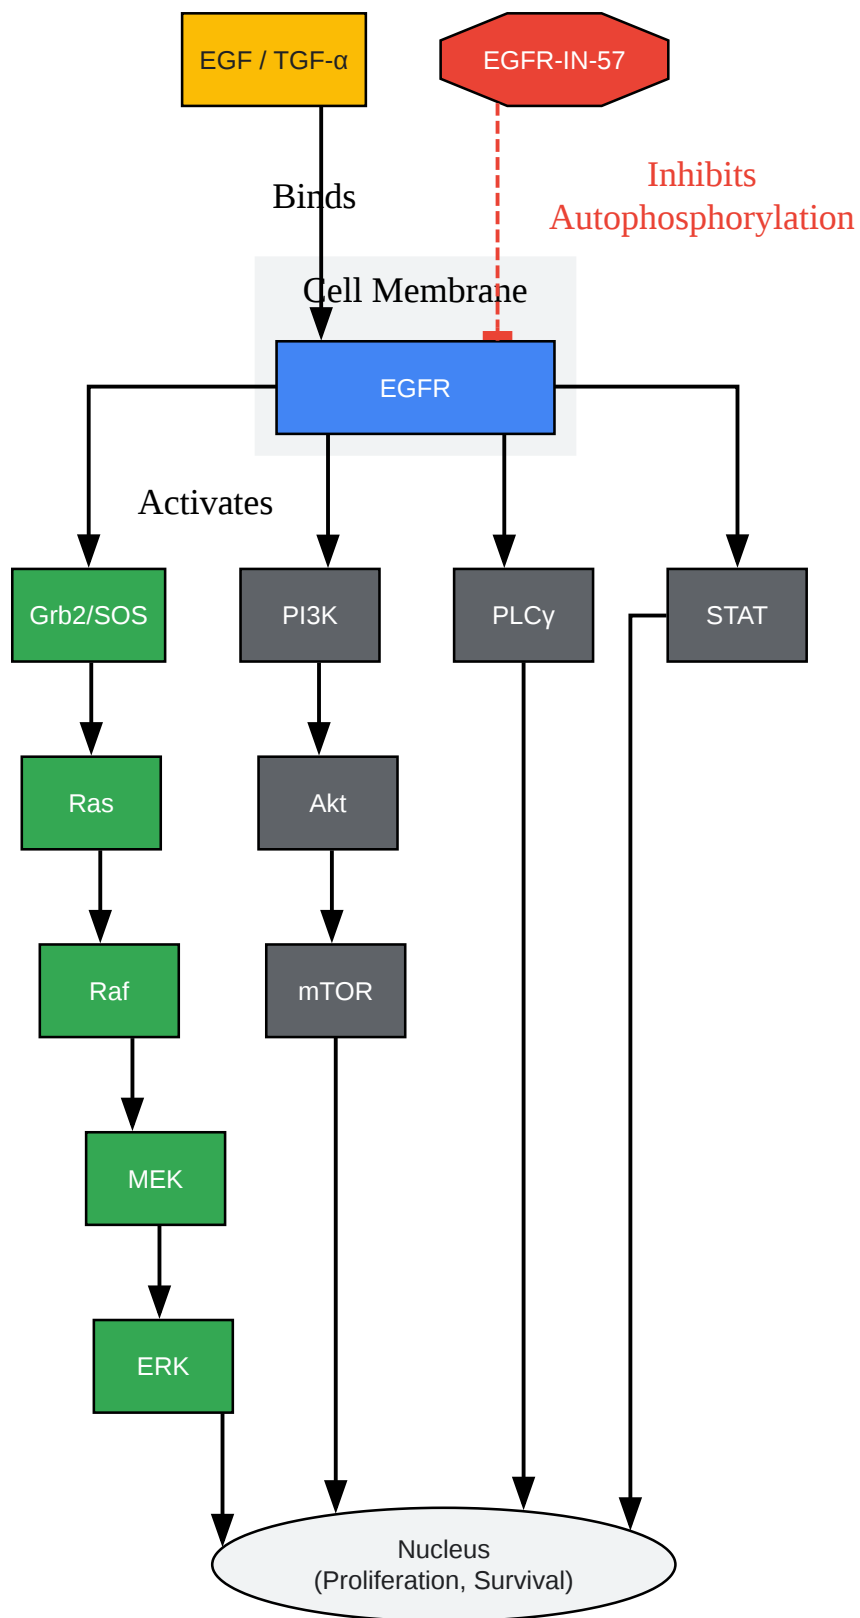 EGF / TGF-α
EGFR-IN-57
Binds
Inhibits
Autophosphorylation
Cell Membrane
EGFR
Activates
Grb2/SOS
PI3K
PLCγ
STAT
Ras
Akt
Raf
mTOR
MEK
ERK
Nucleus
(Proliferation, Survival)